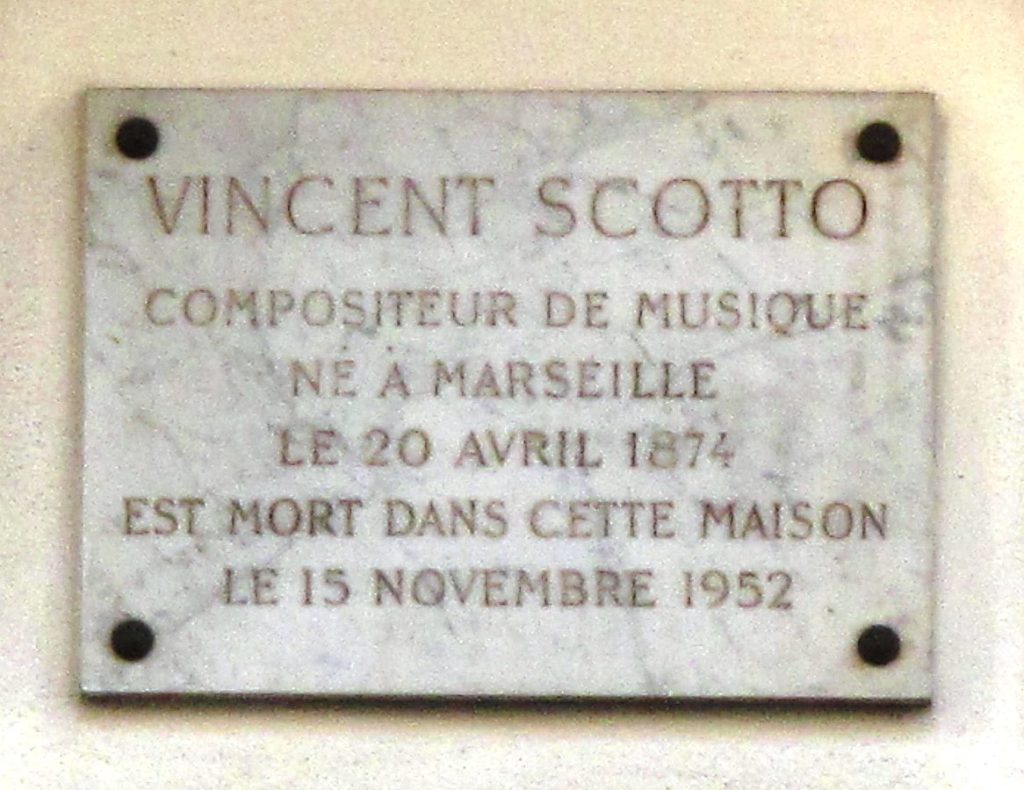 VINCENT SCOTTO
COMPOSITEUR DE MUSIQUE
NÉ À MARSEILLE
LE 20 AVRIL 1874
EST MORT DANS CETTE MAISON
LE 15 NOVEMBRE 1952